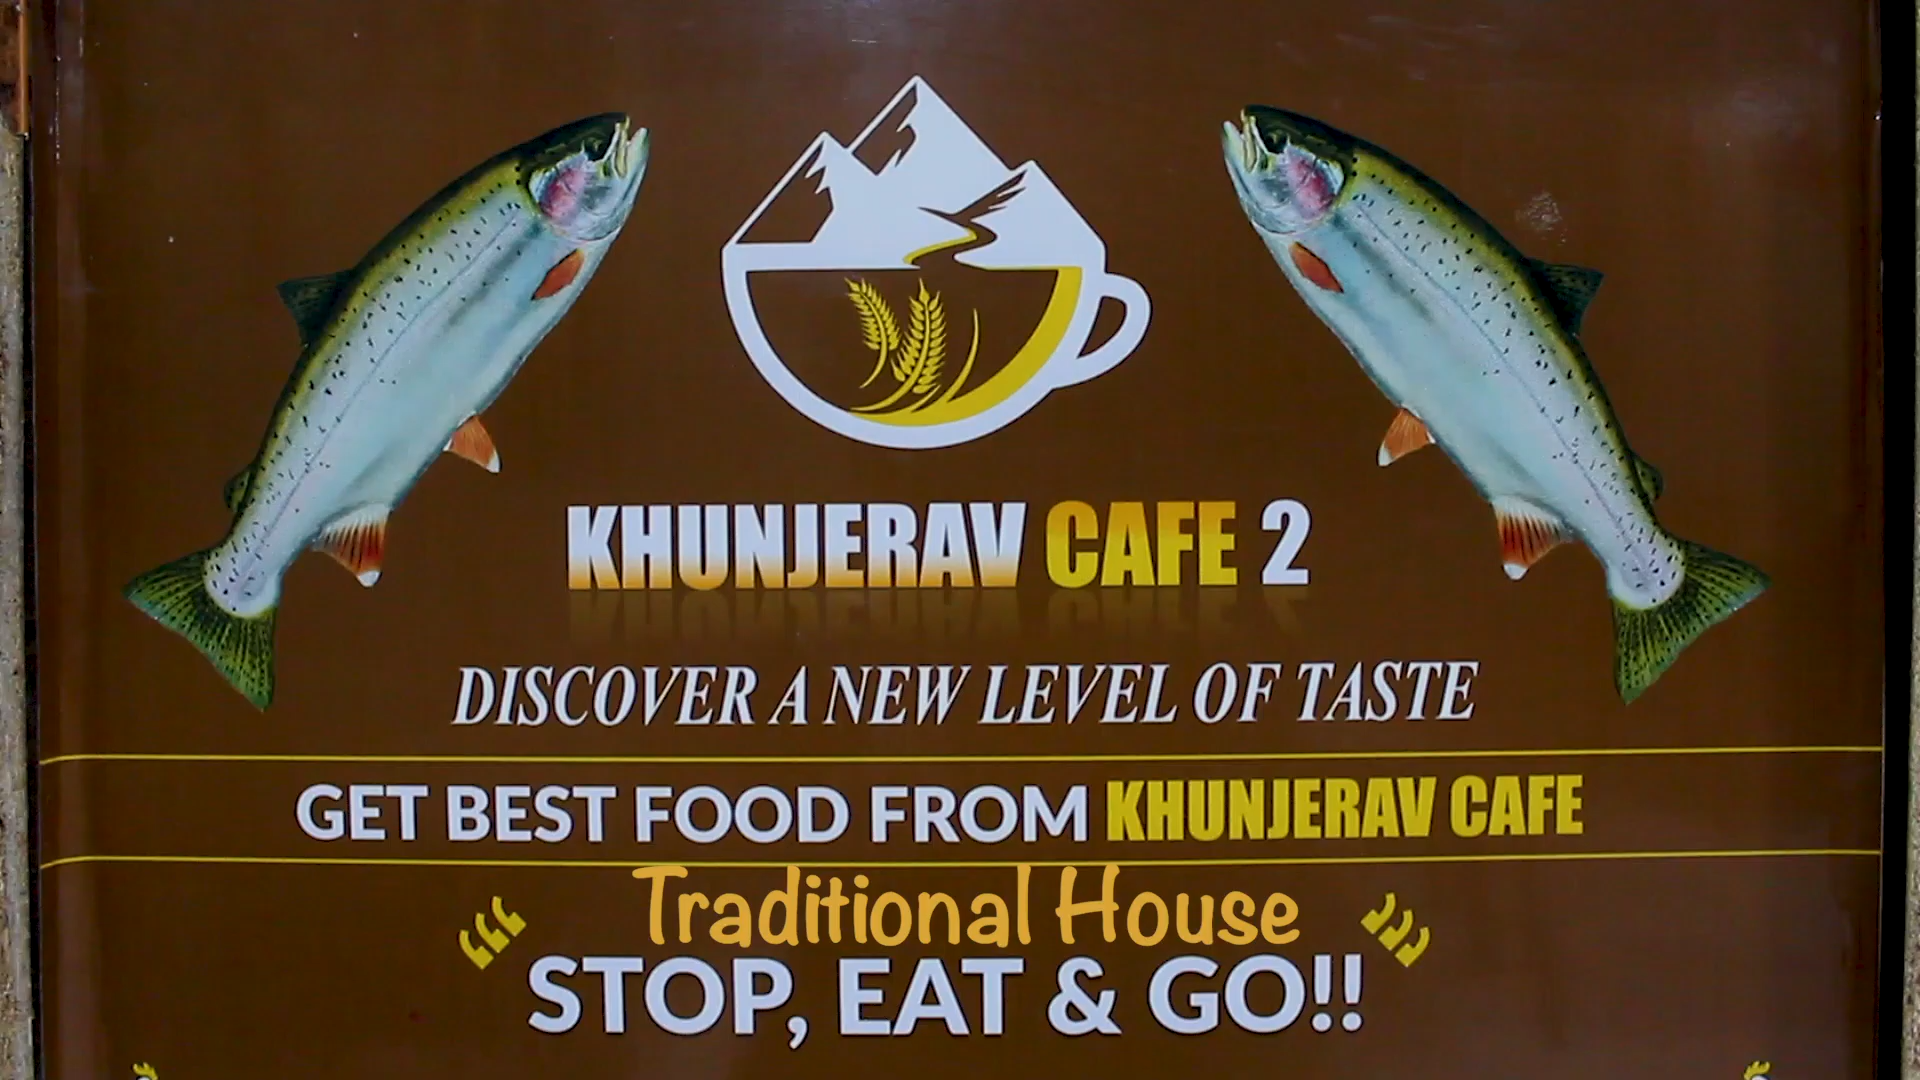 KHUNJERAV CAFE 2
DISCOVER A NEW LEVEL OF TASTE
GET BEST FOOD FROM KHUNJERAV CAFE
Traditional House
“ STOP, EAT & GO!! ”